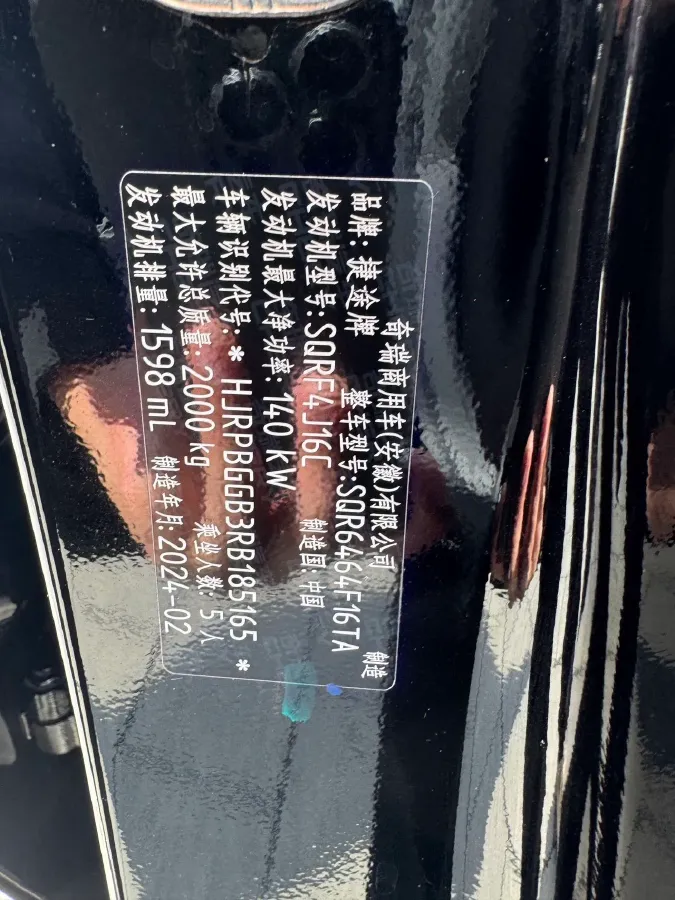 奇瑞商用车(安徽)有限公司 制造
品牌: 捷途牌 整车型号:SQR6464F16TA
发动机型号:SQRF4J16C 制造国 中国
发动机最大净功率: 140 kW
车辆识别代号: * HJRPBGGB3RB185165 *
最大允许总质量: 2000 kg 乘坐人数: 5人
发动机排量: 1598 mL 制造年月: 2024-02